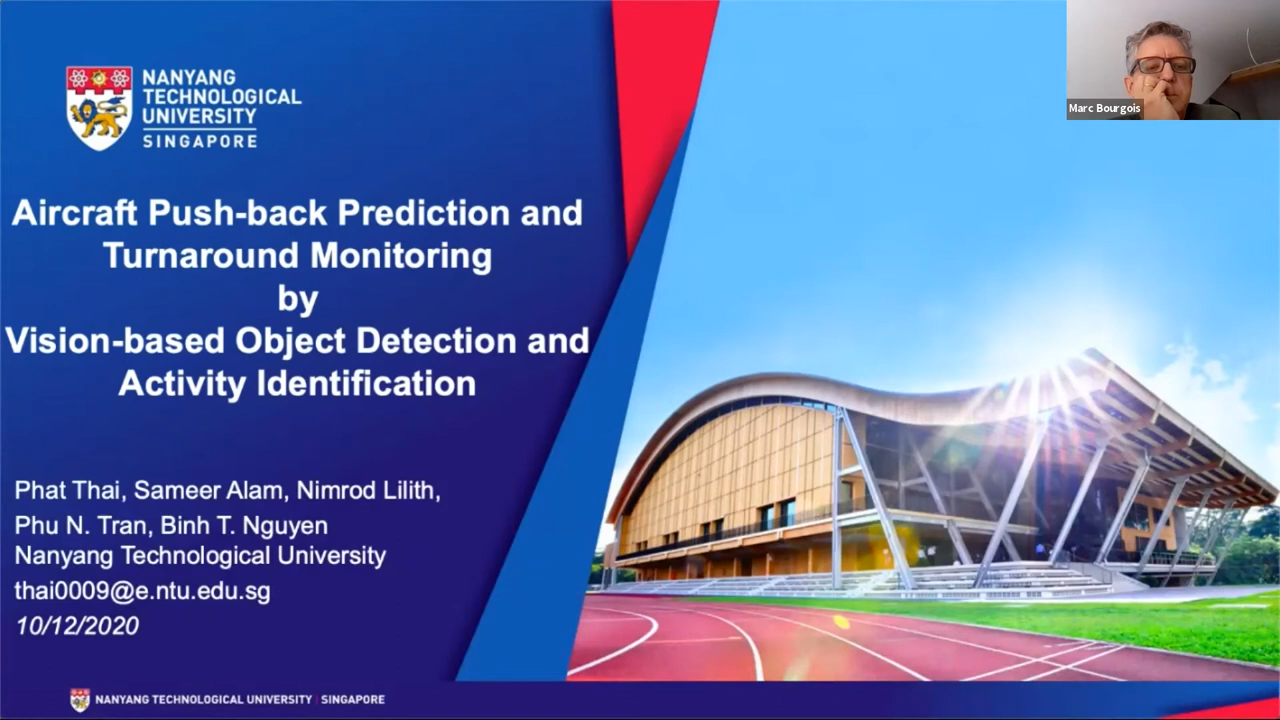 NANYANG
TECHNOLOGICAL
UNIVERSITY
SINGAPORE
Marc Bourgois
Aircraft Push-back Prediction and
Turnaround Monitoring
by
Vision-based Object Detection and
Activity Identification
Phat Thai, Sameer Alam, Nimrod Lilith,
Phu N. Tran, Binh T. Nguyen
Nanyang Technological University
thai0009@e.ntu.edu.sg
10/12/2020
NANYANG TECHNOLOGICAL UNIVERSITY | SINGAPORE